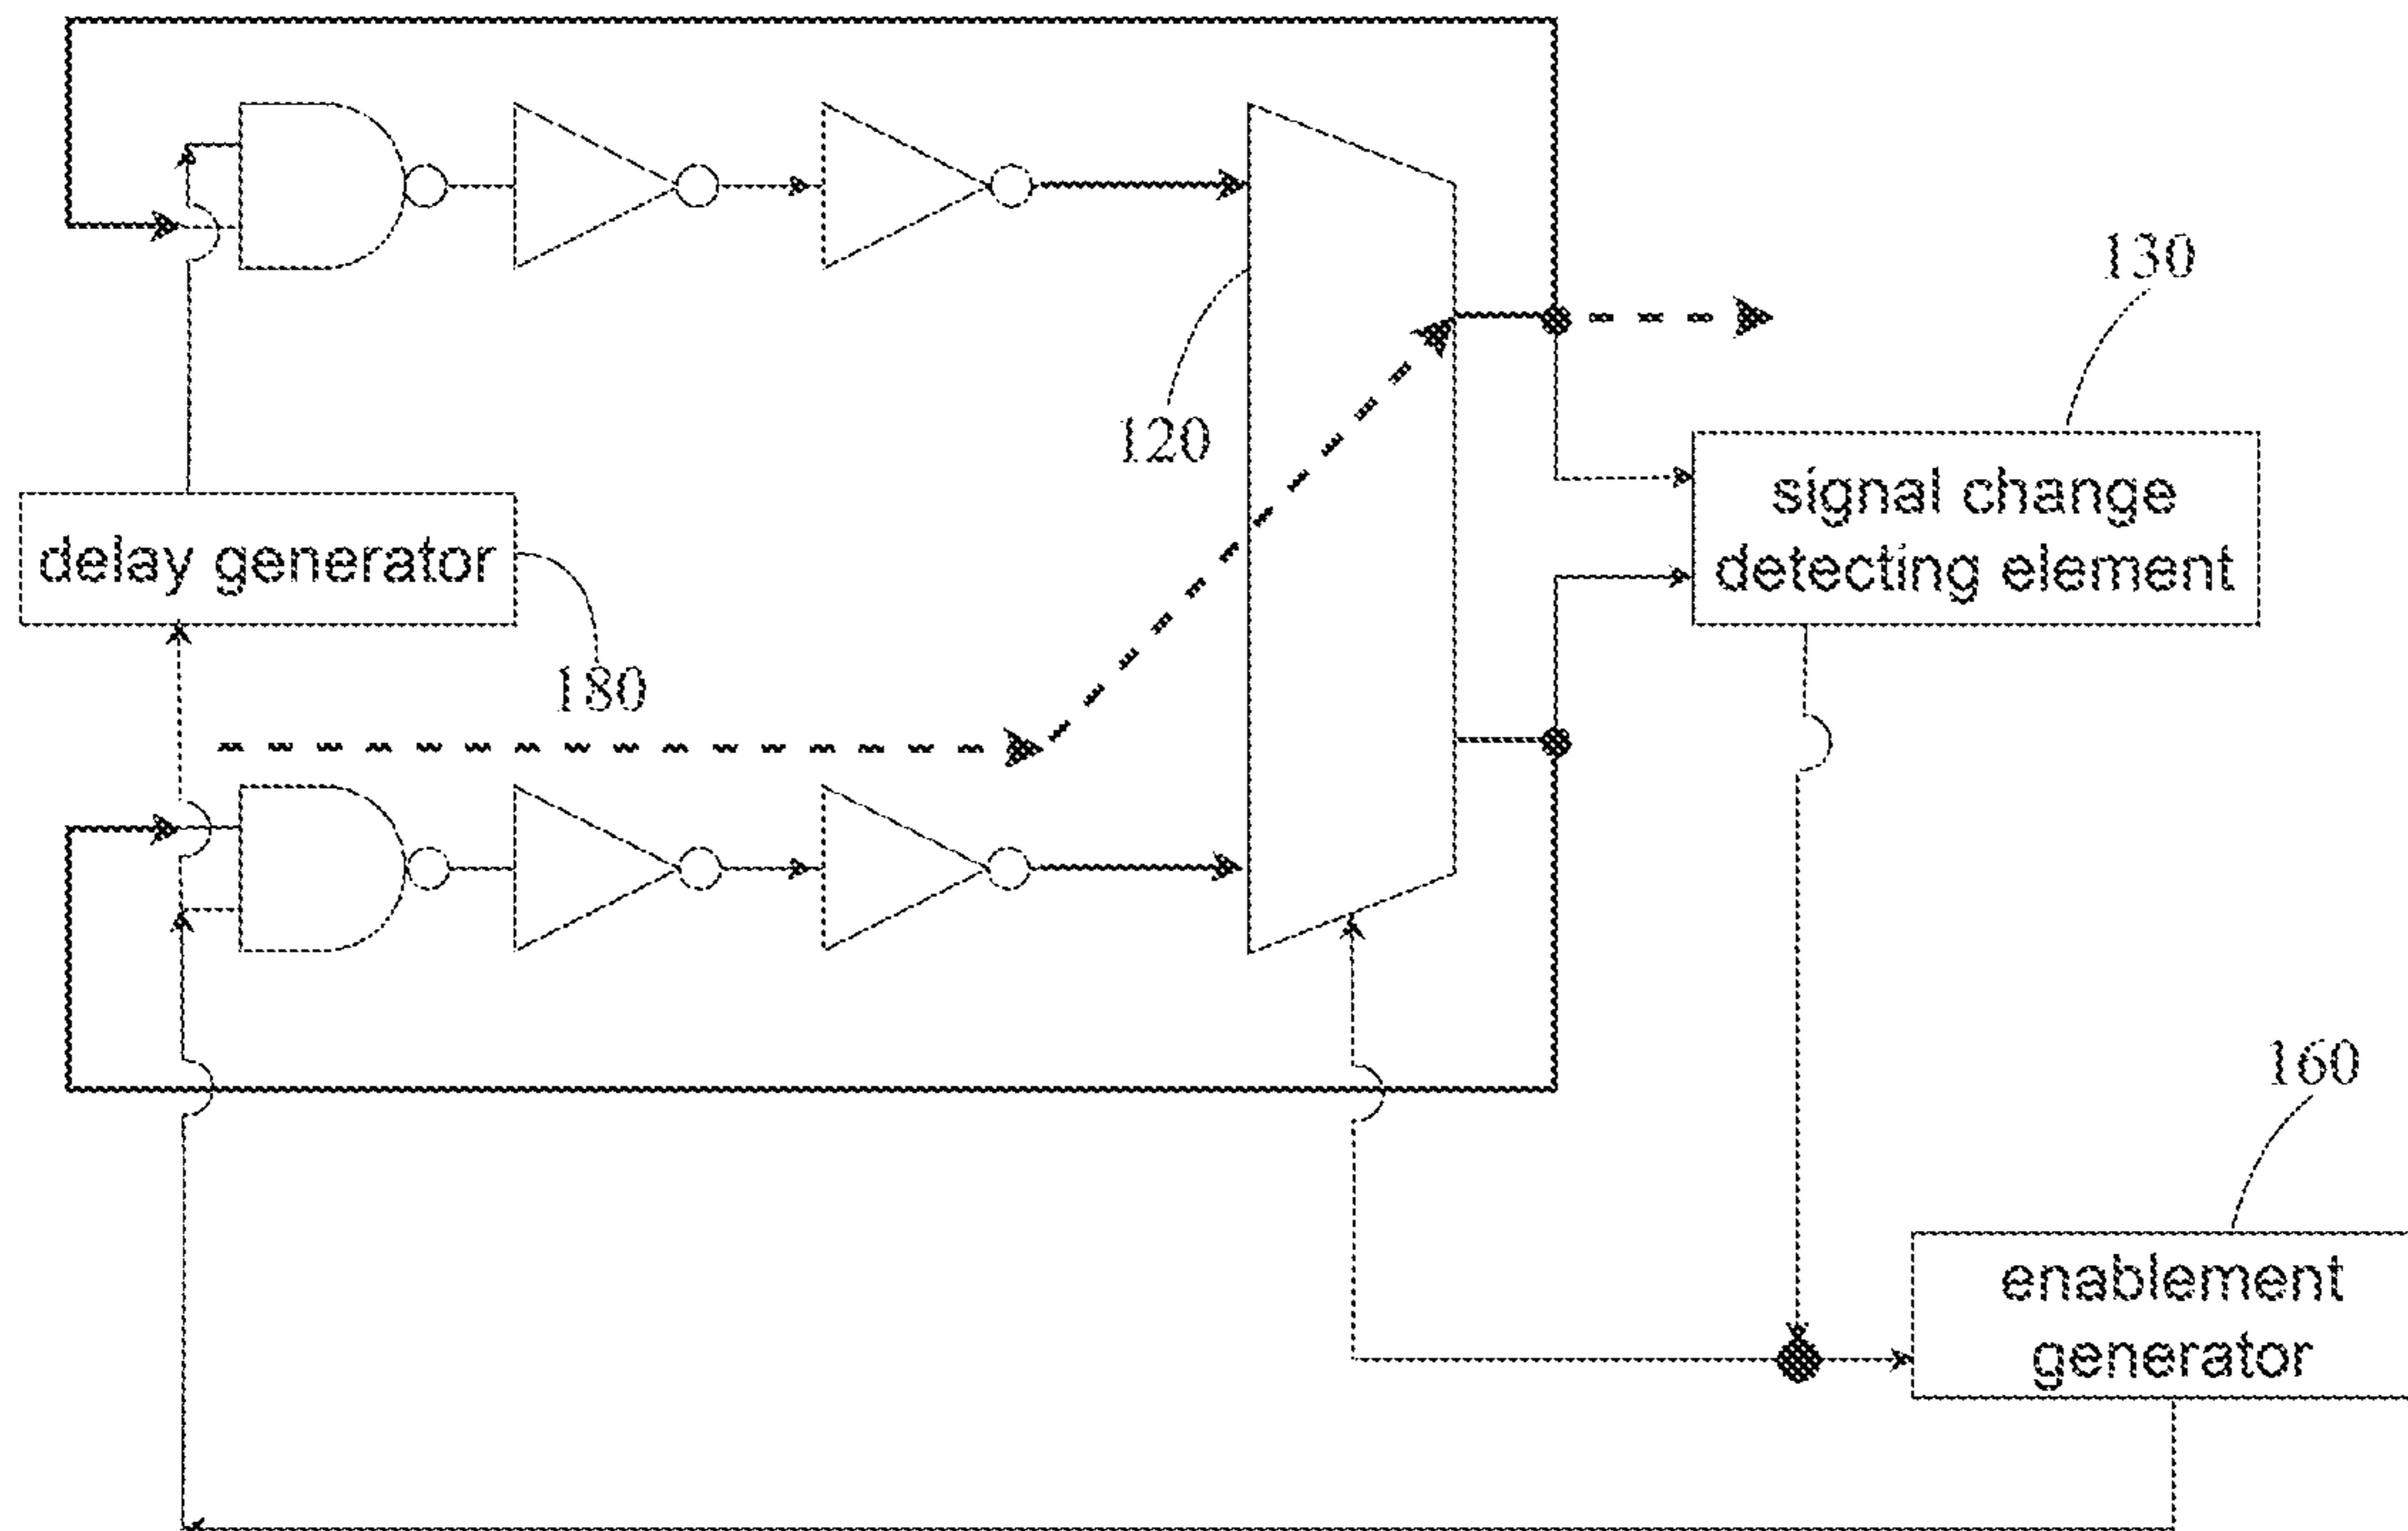 130
120
signal change
detecting element
delay generator
180
160
enablement
generator